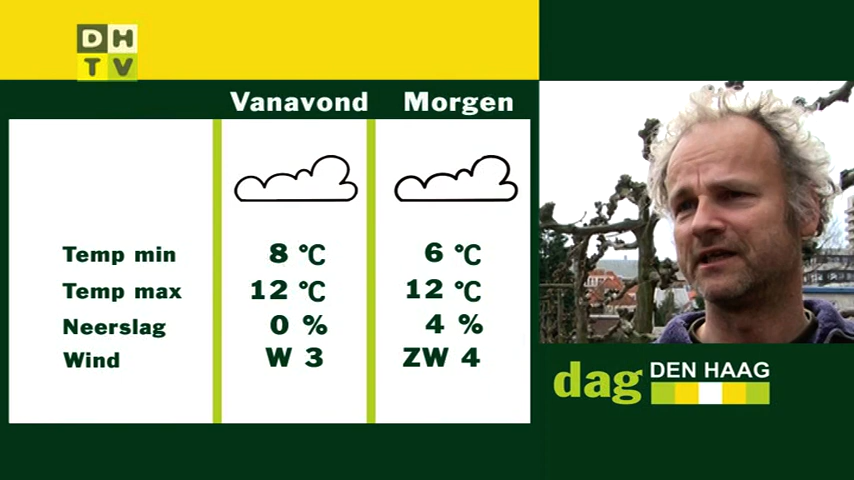 DH
TV
Vanavond Morgen
Temp min 8 °C 6 °C
Temp max 12 °C 12 °C
Neerslag 0 % 4 %
Wind W 3 ZW 4
dag DEN HAAG